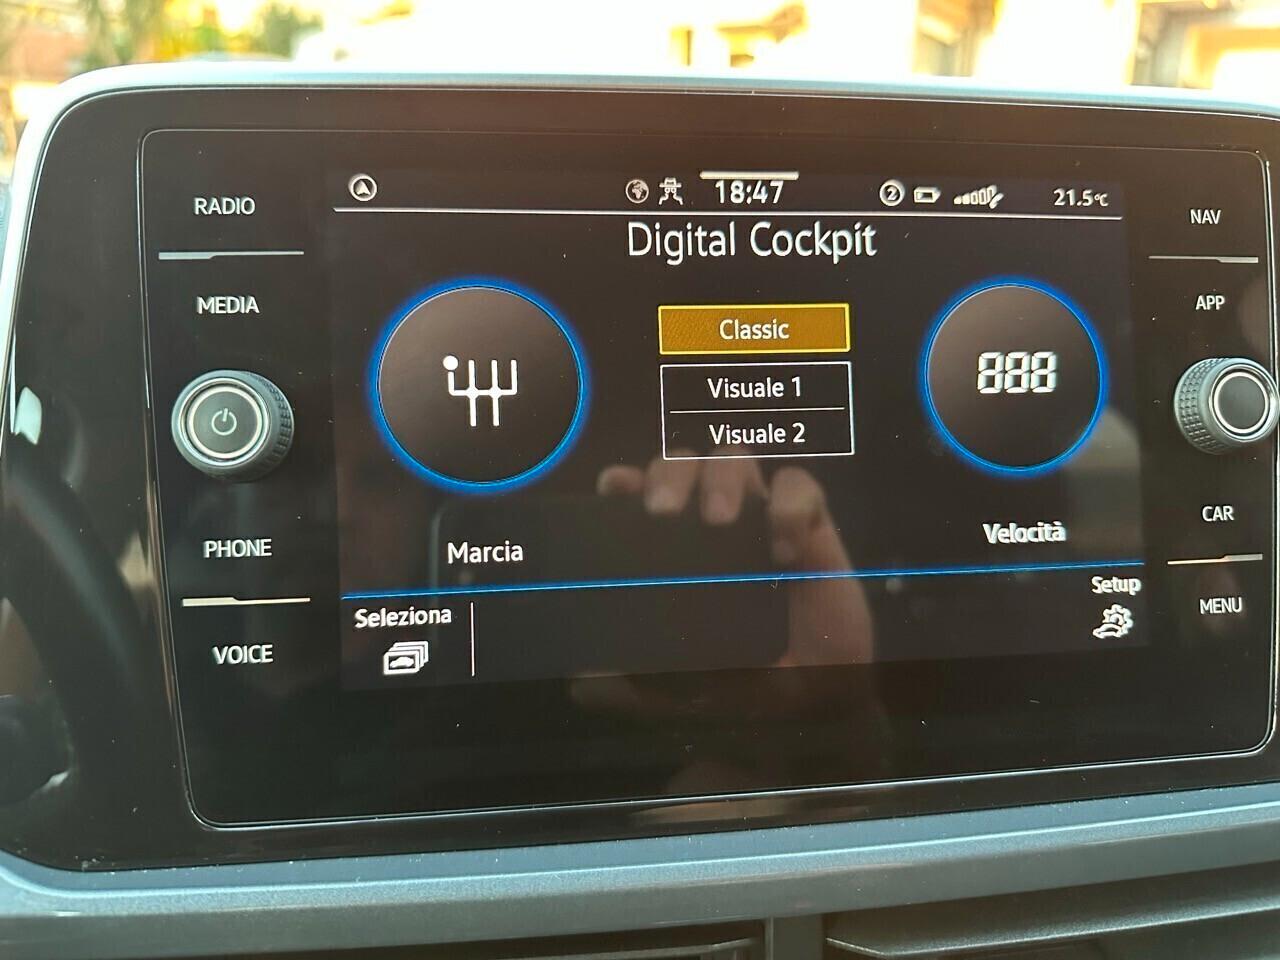 RADIO
MEDIA
PHONE
VOICE
18:47
2
21.5°C
Digital Cockpit
Classic
Visuale 1
Visuale 2
888
Marcia
Velocità
Seleziona
Setup
NAV
APP
CAR
MENU